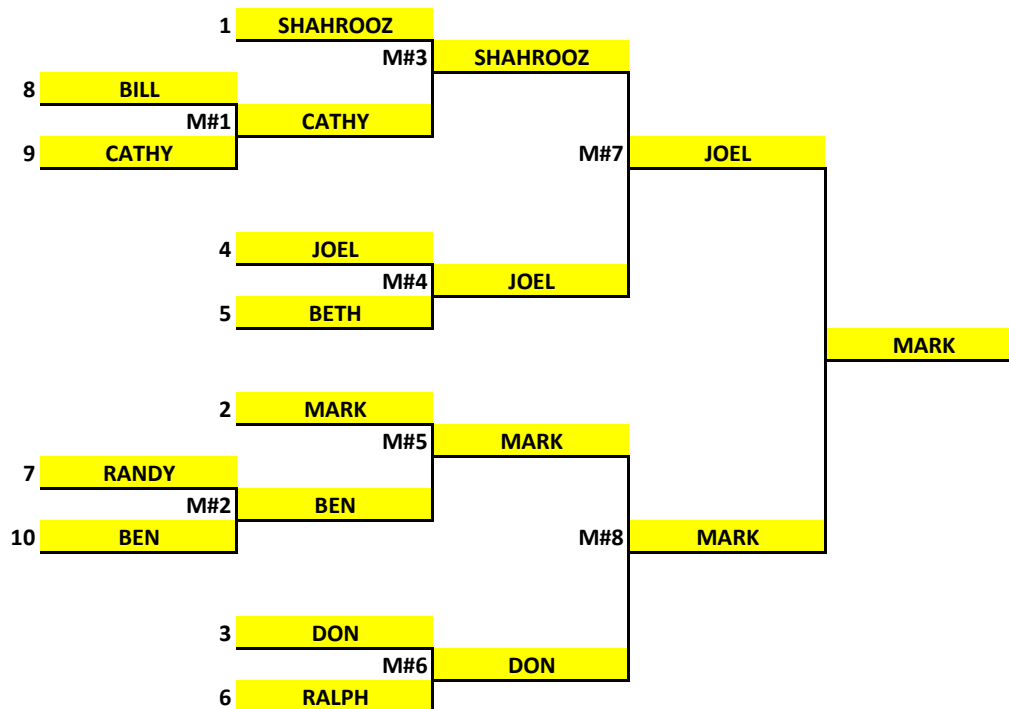 1 SHAHROOZ
M#3 SHAHROOZ
8 BILL
M#1 CATHY
9 CATHY
M#7 JOEL
4 JOEL
M#4 JOEL
5 BETH
MARK
2 MARK
M#5 MARK
7 RANDY
M#2 BEN
10 BEN
M#8 MARK
3 DON
M#6 DON
6 RALPH